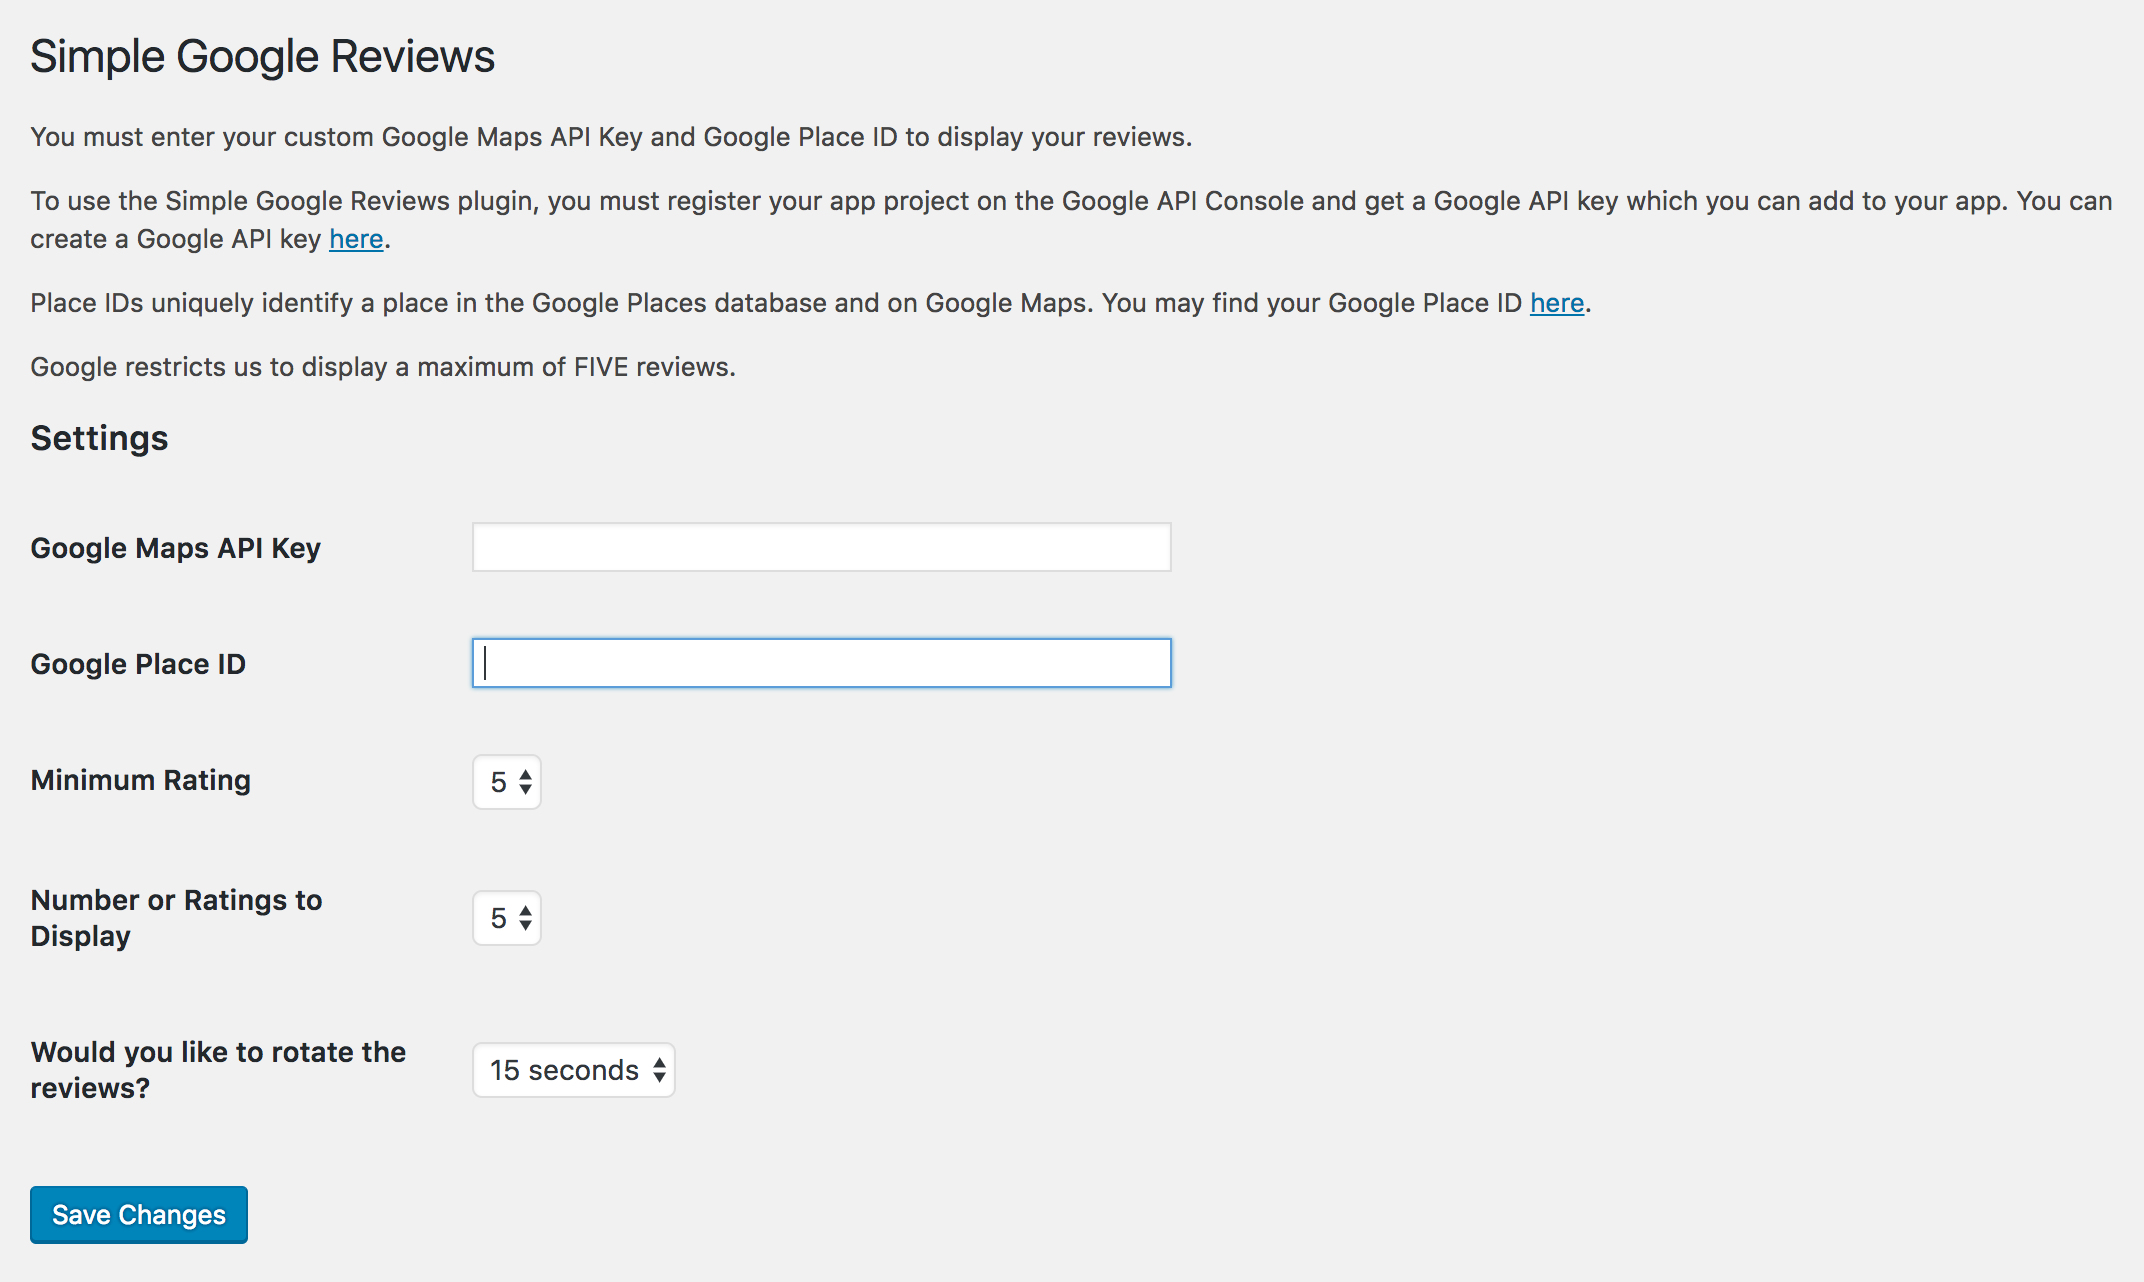 Simple Google Reviews
You must enter your custom Google Maps API Key and Google Place ID to display your reviews.
To use the Simple Google Reviews plugin, you must register your app project on the Google API Console and get a Google API key which you can add to your app. You can
create a Google API key here.
Place IDs uniquely identify a place in the Google Places database and on Google Maps. You may find your Google Place ID here.
Google restricts us to display a maximum of FIVE reviews.
Settings
Google Maps API Key
Google Place ID
Minimum Rating
5
Number or Ratings to
Display
5
Would you like to rotate the
reviews?
15 seconds
Save Changes